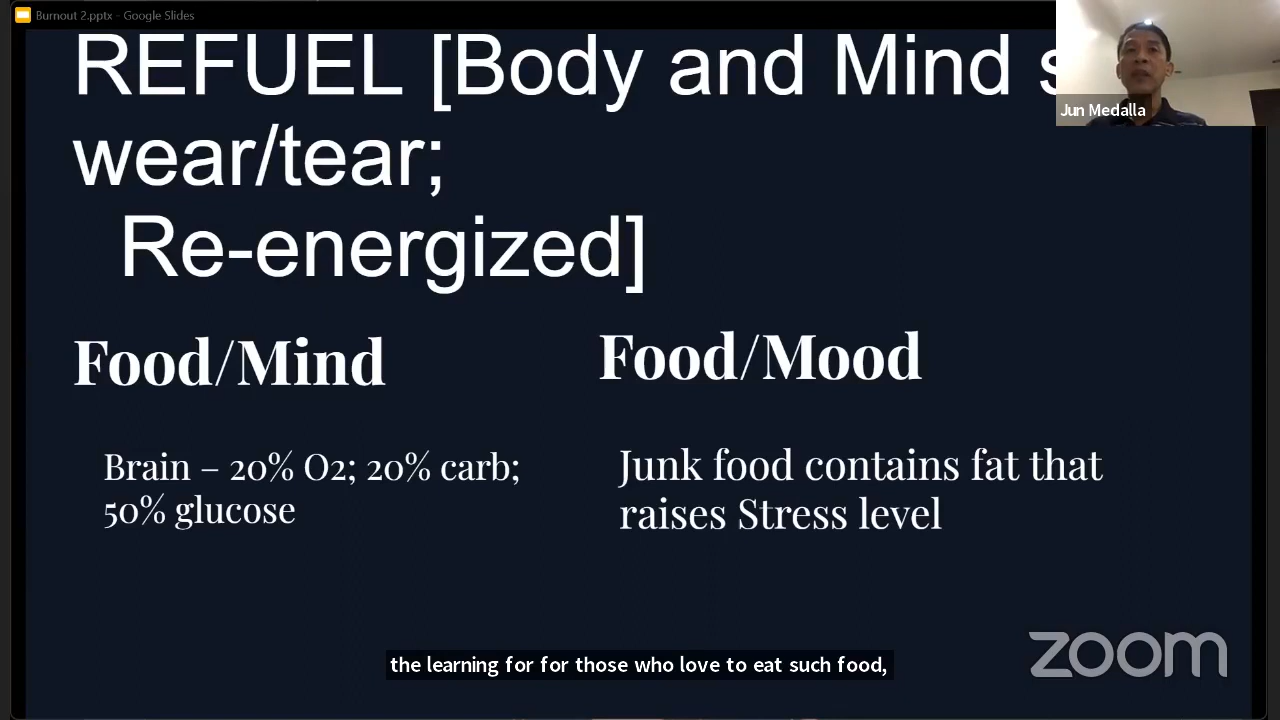 Burnout 2.pptx - Google Slides
REFUEL [Body and Mind
wear/tear;
Re-energized]
Jun Medalla
Food/Mind
Food/Mood
Brain – 20% O2; 20% carb;
50% glucose
Junk food contains fat that
raises Stress level
the learning for for those who love to eat such food,
zoom